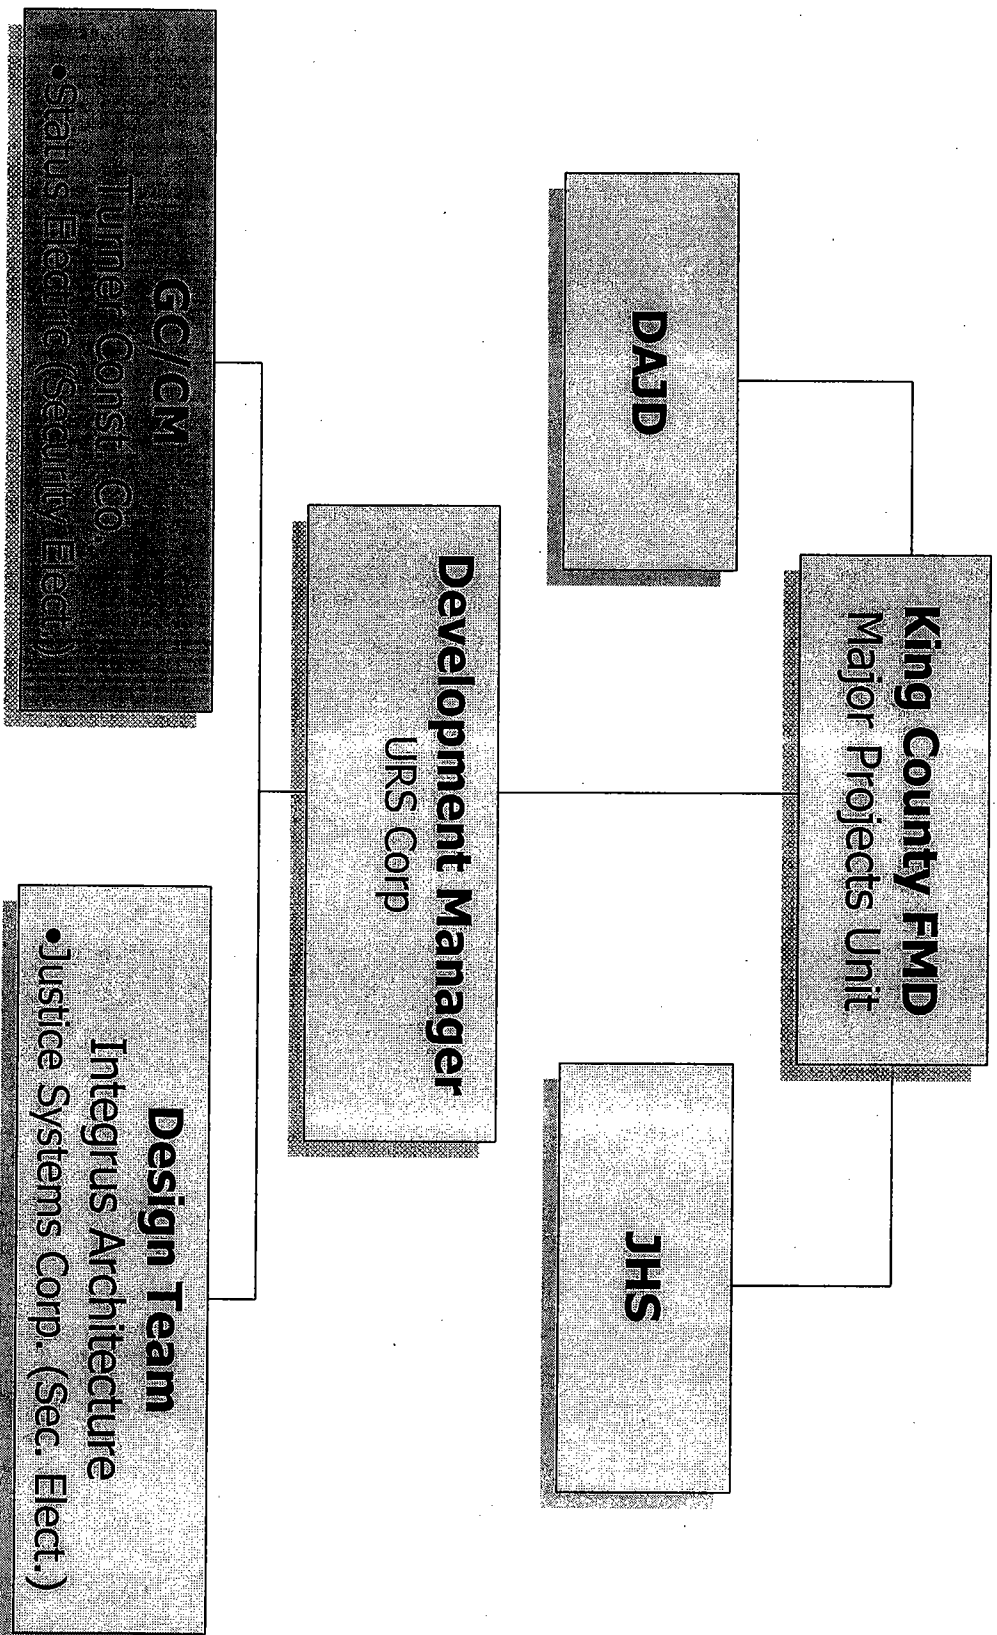 King County FMD
Major Projects Unit
DAJD
JHS
Development Manager
URS Corp
GC/CM
Turner Const. Co.
•Status Electric (Security Elect.)
Design Team
Integrus Architecture
•Justice Systems Corp. (Sec. Elect.)